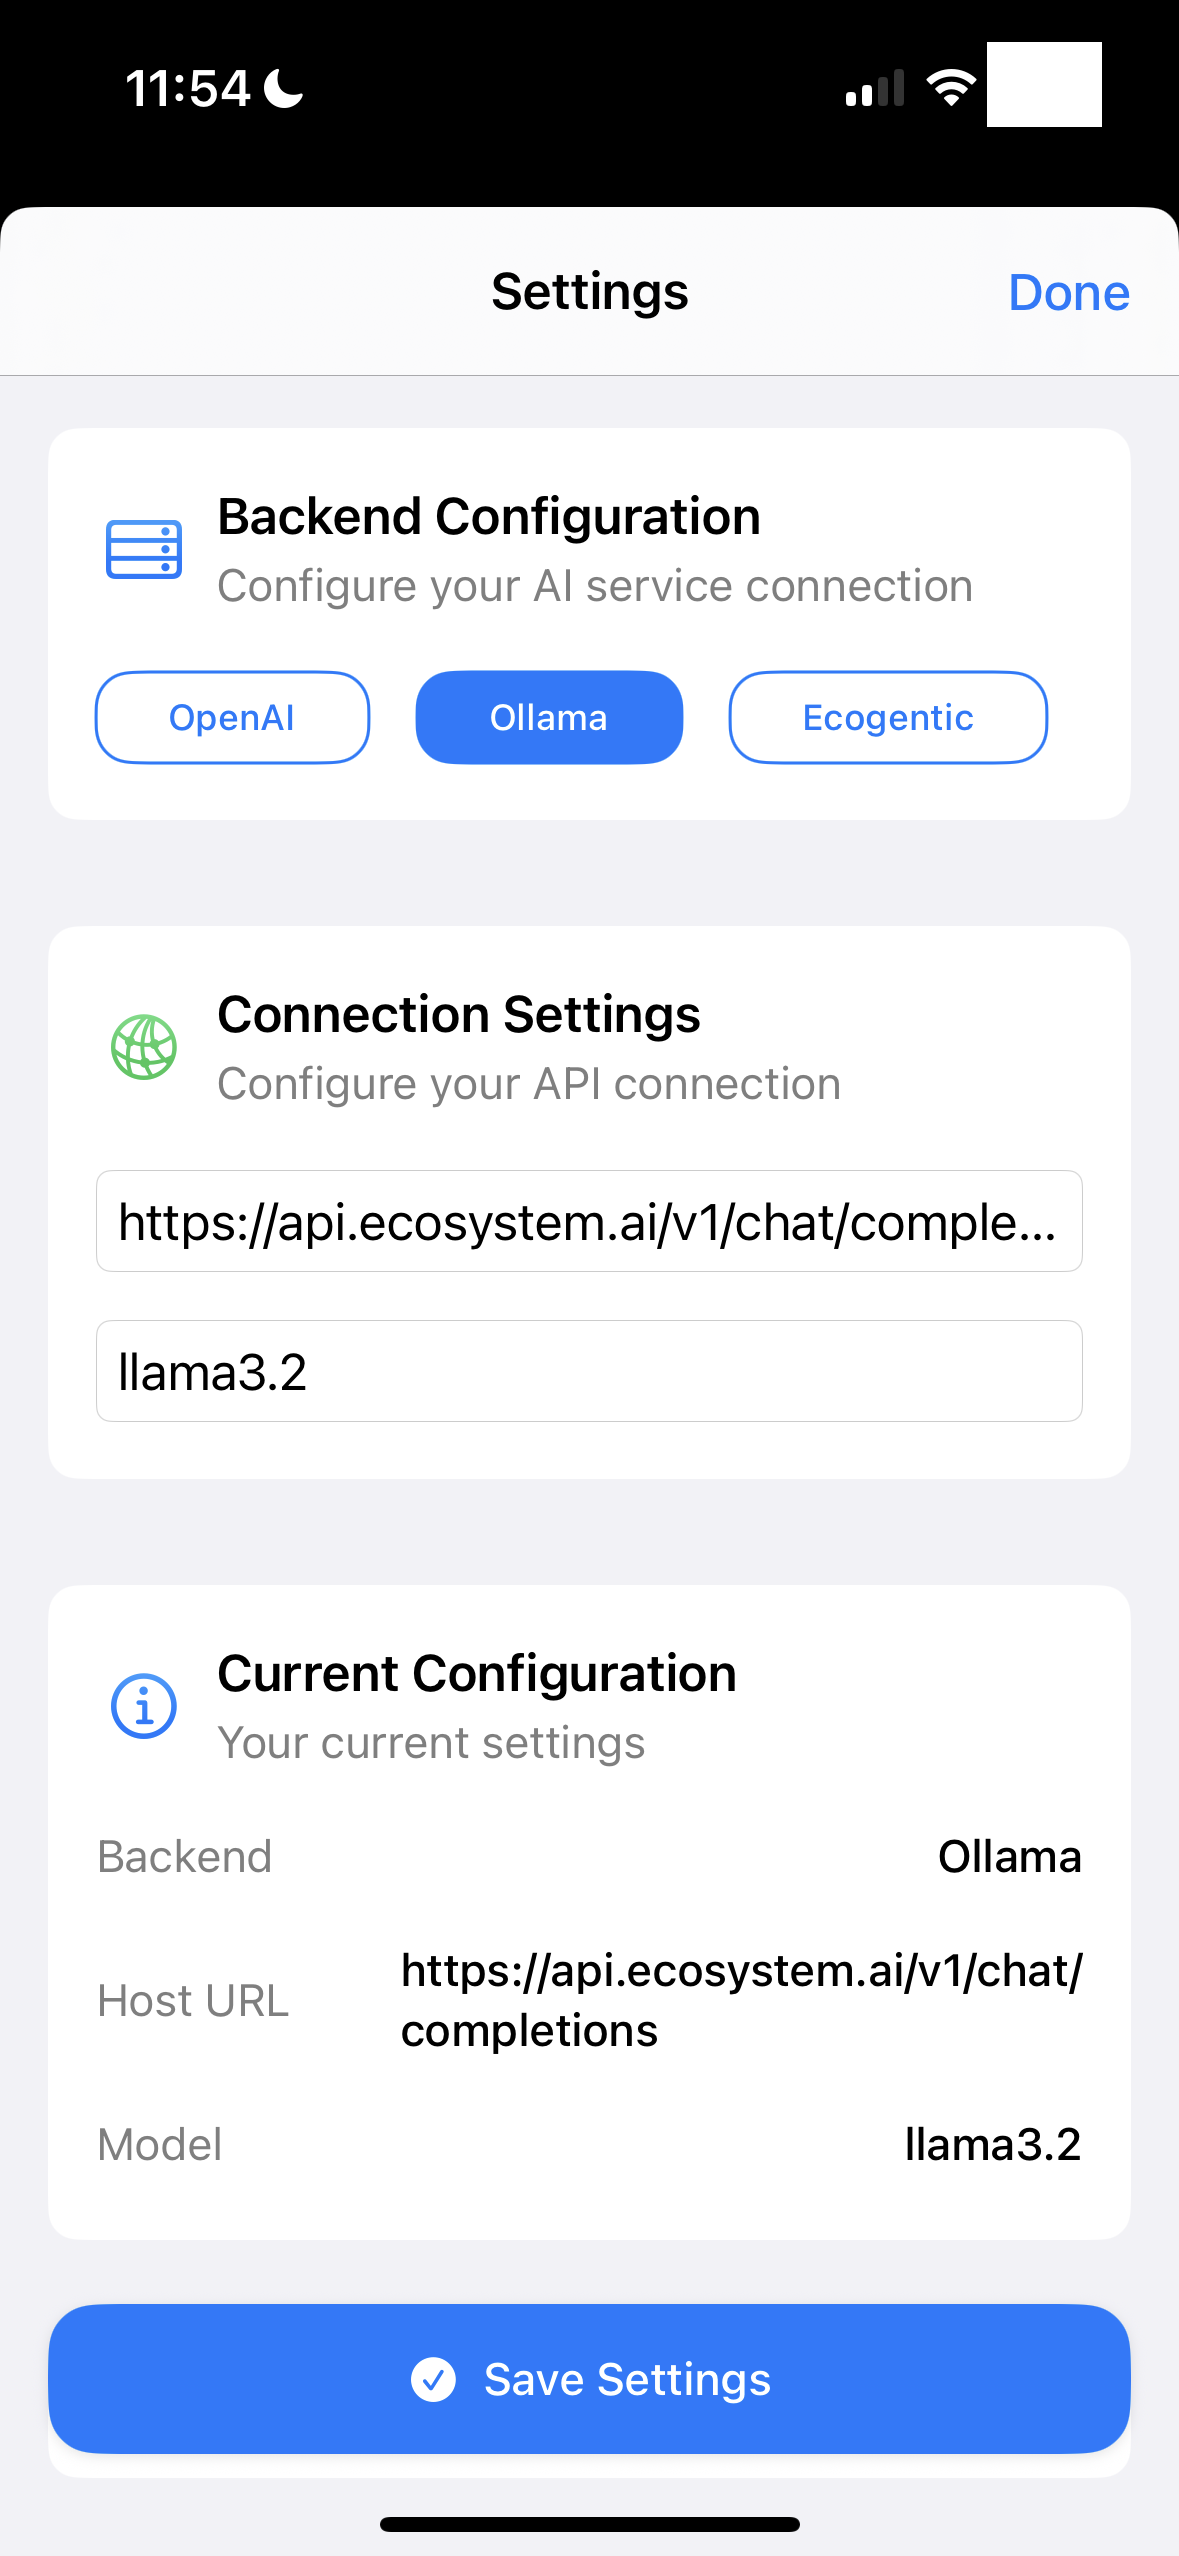 11:54
Settings
Done
Backend Configuration
Configure your AI service connection
OpenAI
Ollama
Ecogentic
Connection Settings
Configure your API connection
https://api.ecosystem.ai/v1/chat/comple...
llama3.2
Current Configuration
Your current settings
Backend
Ollama
Host URL
https://api.ecosystem.ai/v1/chat/
completions
Model
llama3.2
Save Settings